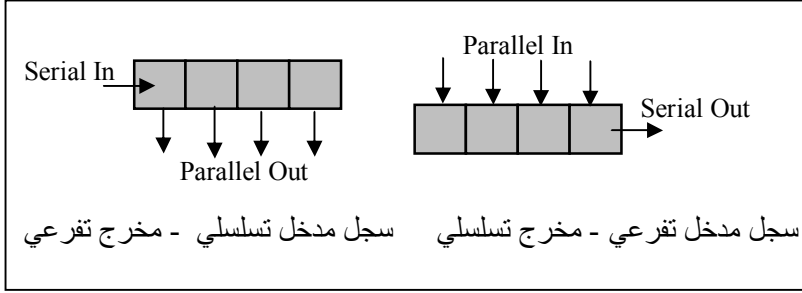 Serial In
Parallel Out
Parallel In
Serial Out
سجل مدخل تسلسلي - مخرج تفرعي
سجل مدخل تفرعي - مخرج تسلسلي